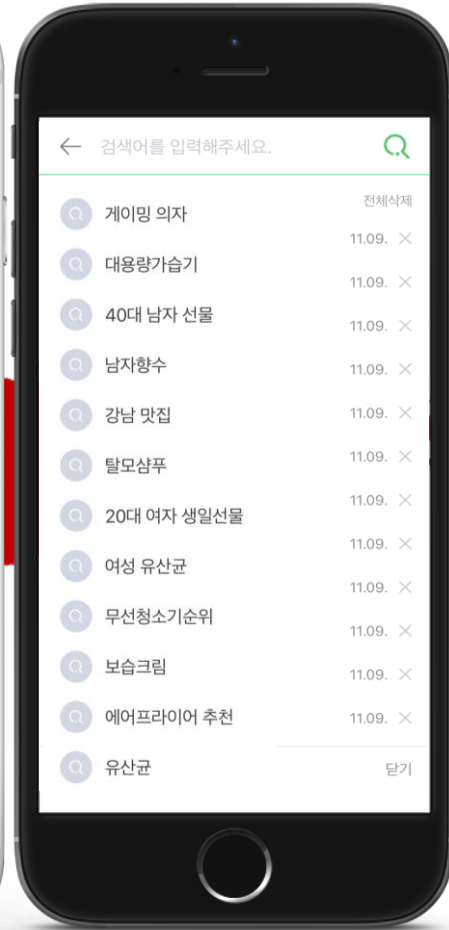 검색어를 입력해주세요.
전체삭제
게이밍 의자
11.09.
대용량가습기
11.09.
40대 남자 선물
11.09.
남자향수
11.09.
강남 맛집
11.09.
탈모샴푸
11.09.
20대 여자 생일선물
11.09.
여성 유산균
11.09.
무선청소기순위
11.09.
보습크림
11.09.
에어프라이어 추천
11.09.
11.09.
유산균
닫기